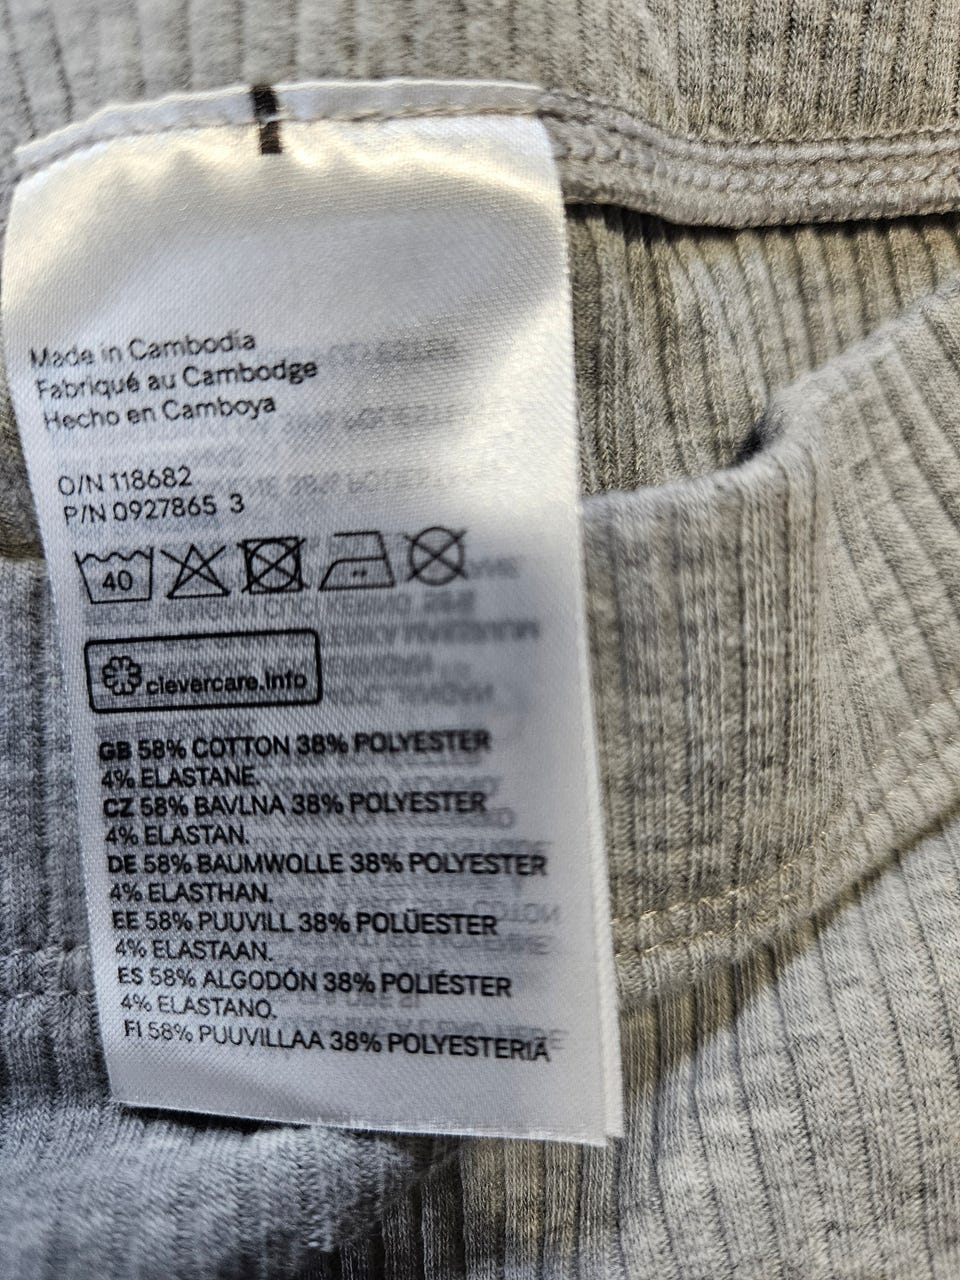 Made in Cambodia
Fabriqué au Cambodge
Hecho en Camboya
O/N 118682
P/N 0927865 3
40
clevercare.info
GB 58% COTTON 38% POLYESTER
4% ELASTANE.
CZ 58% BAVLNA 38% POLYESTER
4% ELASTAN.
DE 58% BAUMWOLLE 38% POLYESTER
4% ELASTHAN.
EE 58% PUUVILL 38% POLÜESTER
4% ELASTAAN.
ES 58% ALGODÓN 38% POLIÉSTER
4% ELASTANO.
FI 58% PUUVILLAA 38% POLYESTERIÄ